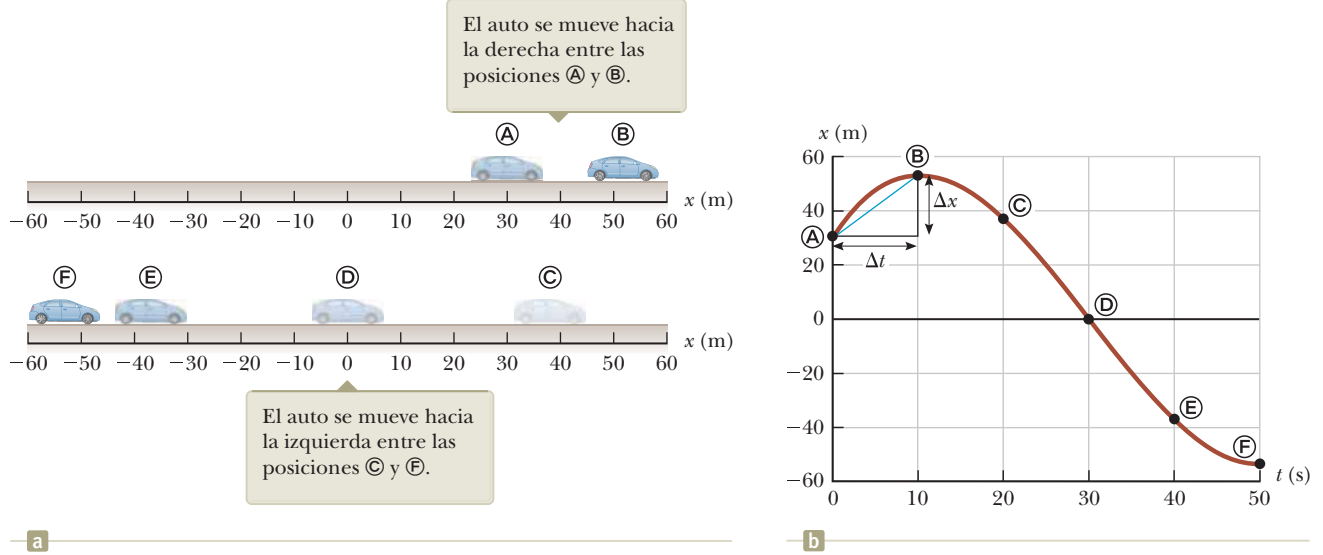 El auto se mueve hacia
la derecha entre las
posiciones Ⓐ y Ⓑ.
Ⓐ Ⓑ
−60 −50 −40 −30 −20 −10 0 10 20 30 40 50 60 x (m)
Ⓕ Ⓔ Ⓓ Ⓒ
−60 −50 −40 −30 −20 −10 0 10 20 30 40 50 60 x (m)
El auto se mueve hacia
la izquierda entre las
posiciones Ⓒ y Ⓕ.
a
x (m)
60
40
20
0
−20
−40
−60
Ⓐ
Ⓑ
Δx
Δt
Ⓒ
Ⓓ
Ⓔ
Ⓕ
0 10 20 30 40 50 t (s)
b